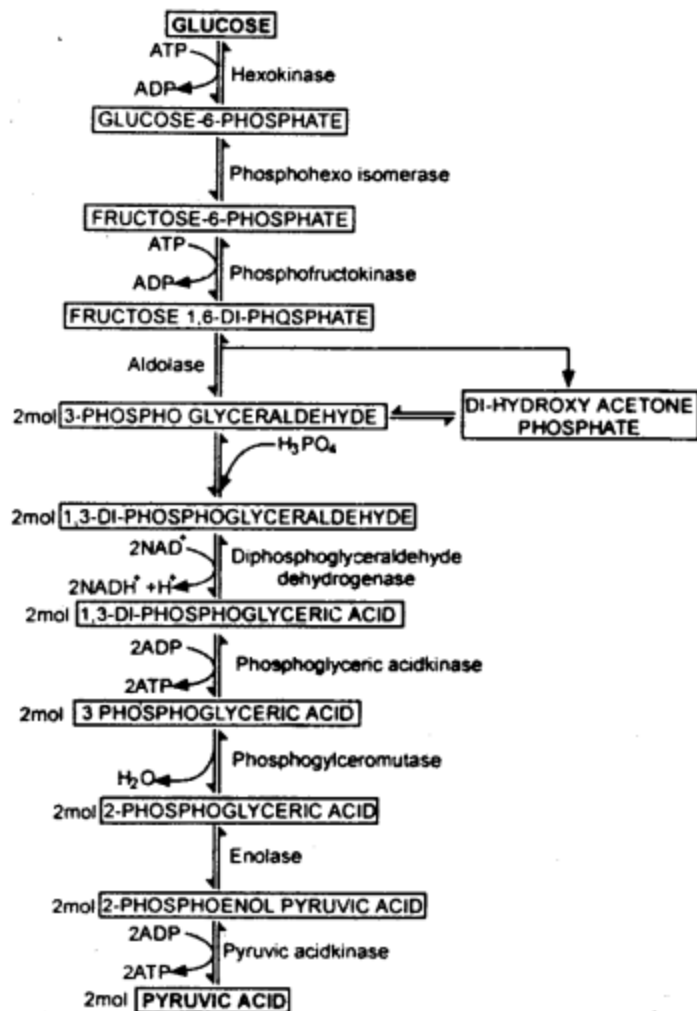 GLUCOSE
ATP
Hexokinase
ADP
GLUCOSE-6-PHOSPHATE
Phosphohexo isomerase
FRUCTOSE-6-PHOSPHATE
ATP
Phosphofructokinase
ADP
FRUCTOSE 1,6-DI-PHQSPHATE
Aldolase
2mol 3-PHOSPHO GLYCERALDEHYDE
DI-HYDROXY ACETONE
PHOSPHATE
H₃PO₄
2mol 1,3-DI-PHOSPHOGLYCERALDEHYDE
2NAD⁺
Diphosphoglyceraldehyde
dehydrogenase
2NADH⁺ +H⁺
2mol 1,3-DI-PHOSPHOGLYCERIC ACID
2ADP
Phosphoglyceric acidkinase
2ATP
2mol 3 PHOSPHOGLYCERIC ACID
Phosphogylceromutase
H₂O
2mol 2-PHOSPHOGLYCERIC ACID
Enolase
2mol 2-PHOSPHOENOL PYRUVIC ACID
2ADP
Pyruvic acidkinase
2ATP
2mol PYRUVIC ACID